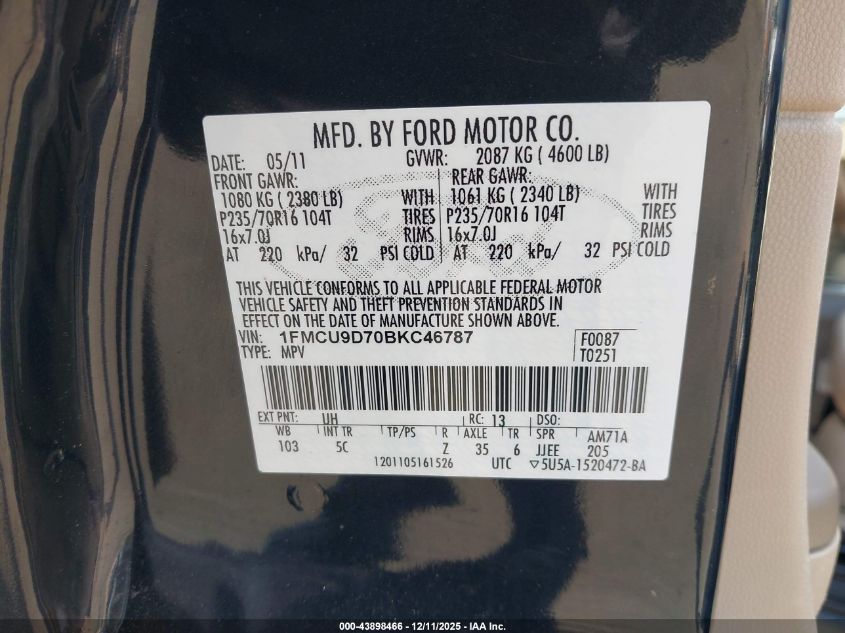 MFD. BY FORD MOTOR CO.
DATE: 05/11 GVWR: 2087 KG ( 4600 LB)
FRONT GAWR: REAR GAWR:
1080 KG ( 2380 LB) WITH 1061 KG ( 2340 LB) WITH
P235/70R16 104T TIRES P235/70R16 104T TIRES
16x7.0J RIMS 16x7.0J RIMS
AT 220 kPa/ 32 PSI COLD AT 220 kPa/ 32 PSI COLD
THIS VEHICLE CONFORMS TO ALL APPLICABLE FEDERAL MOTOR
VEHICLE SAFETY AND THEFT PREVENTION STANDARDS IN
EFFECT ON THE DATE OF MANUFACTURE SHOWN ABOVE.
VIN: 1FMCU9D70BKC46787 F0087
TYPE: MPV T0251
EXT PNT: UH RC: 13 DSO:
WB INT TR TP/PS R AXLE TR SPR AM71A
103 5C Z 35 6 JJEE 205
1201105161526 UTC ▽5U5A-1520472-BA
000-43898466 - 12/11/2025 - IAA Inc.